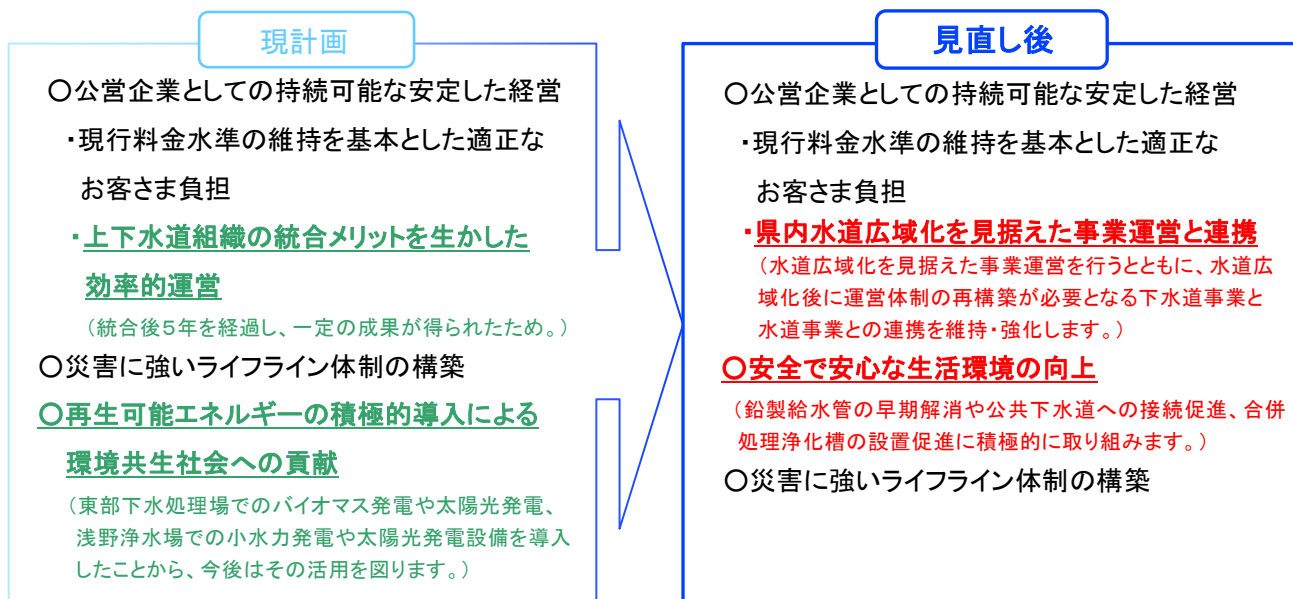 現計画
〇公営企業としての持続可能な安定した経営
・現行料金水準の維持を基本とした適正な
お客さま負担
・上下水道組織の統合メリットを生かした
効率的運営
（統合後５年を経過し、一定の成果が得られたため。）
〇災害に強いライフライン体制の構築
〇再生可能エネルギーの積極的導入による
環境共生社会への貢献
（東部下水処理場でのバイオマス発電や太陽光発電、
浅野浄水場での小水力発電や太陽光発電設備を導入
したことから、今後はその活用を図ります。）
見直し後
〇公営企業としての持続可能な安定した経営
・現行料金水準の維持を基本とした適正な
お客さま負担
・県内水道広域化を見据えた事業運営と連携
（水道広域化を見据えた事業運営を行うとともに、水道広
域化後に運営体制の再構築が必要となる下水道事業と
水道事業との連携を維持・強化します。）
〇安全で安心な生活環境の向上
（鉛製給水管の早期解消や公共下水道への接続促進、合併
処理浄化槽の設置促進に積極的に取り組みます。）
〇災害に強いライフライン体制の構築